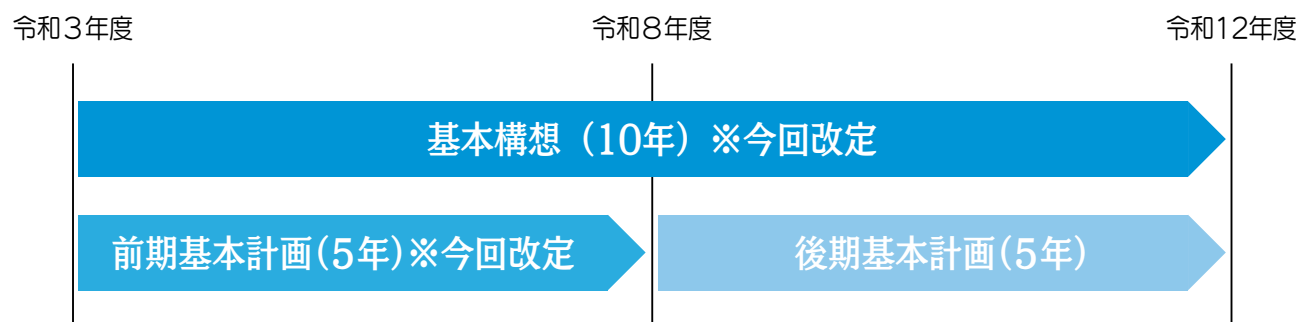 令和３年度
令和８年度
令和12年度
基本構想（10年）※今回改定
前期基本計画(5年)※今回改定
後期基本計画(5年)